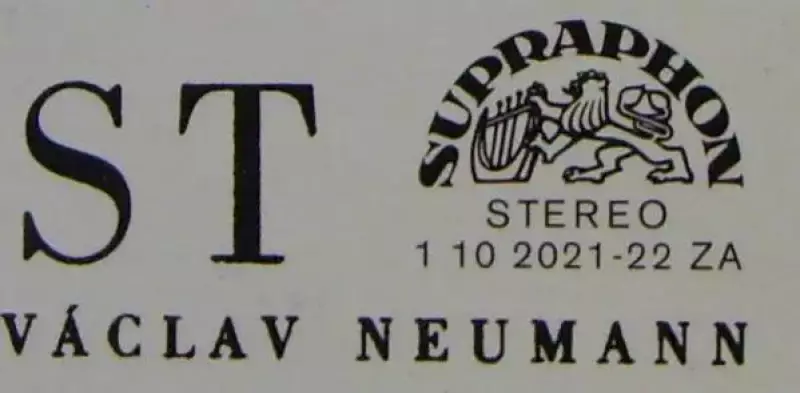 ST
SUPRAPHON
STEREO
1 10 2021-22 ZA
VÁCLAV NEUMANN